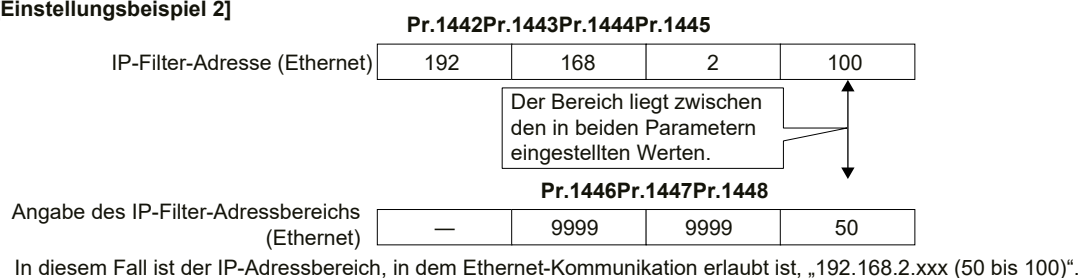 Einstellungsbeispiel 2]
Pr.1442Pr.1443Pr.1444Pr.1445
IP-Filter-Adresse (Ethernet) 192 168 2 100
Der Bereich liegt zwischen
den in beiden Parametern
eingestellten Werten.
Pr.1446Pr.1447Pr.1448
Angabe des IP-Filter-Adressbereichs
(Ethernet) — 9999 9999 50
In diesem Fall ist der IP-Adressbereich, in dem Ethernet-Kommunikation erlaubt ist, „192.168.2.xxx (50 bis 100)“.